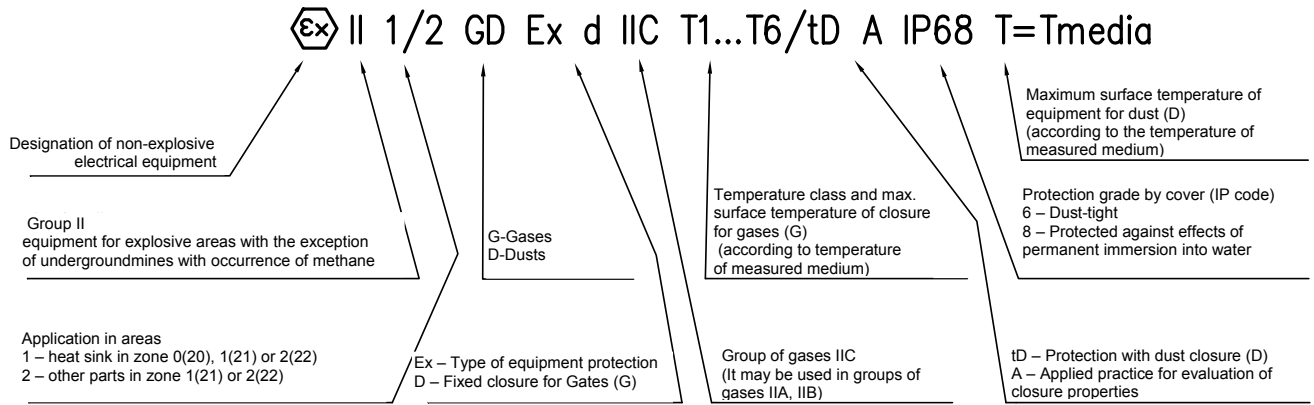 εx II 1/2 GD Ex d IIC T1...T6/tD A IP68 T=Tmedia
Designation of non-explosive
electrical equipment
Group II
equipment for explosive areas with the exception
of undergroundmines with occurrence of methane
Application in areas
1 – heat sink in zone 0(20), 1(21) or 2(22)
2 – other parts in zone 1(21) or 2(22)
G-Gases
D-Dusts
Ex – Type of equipment protection
D – Fixed closure for Gates (G)
Temperature class and max.
surface temperature of closure
for gases (G)
(according to temperature
of measured medium)
Group of gases IIC
(It may be used in groups of
gases IIA, IIB)
Maximum surface temperature of
equipment for dust (D)
(according to the temperature of
measured medium)
Protection grade by cover (IP code)
6 – Dust-tight
8 – Protected against effects of
permanent immersion into water
tD – Protection with dust closure (D)
A – Applied practice for evaluation of
closure properties